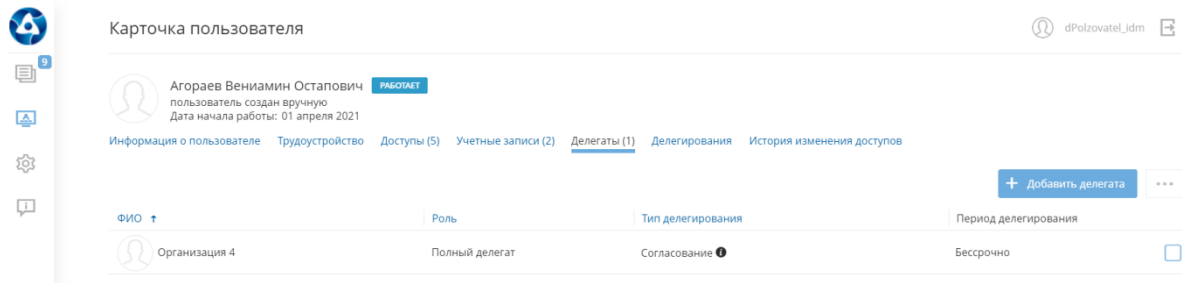 Карточка пользователя
dPolzovatel_idm
9
Агораев Вениамин Остапович РАБОТАЕТ
пользователь создан вручную
Дата начала работы: 01 апреля 2021
Информация о пользователе Трудоустройство Доступы (5) Учетные записи (2) Делегаты (1) Делегирования История изменения доступов
+ Добавить делегата ...
ФИО ↑ Роль Тип делегирования Период делегирования
Организация 4 Полный делегат Согласование Бессрочно